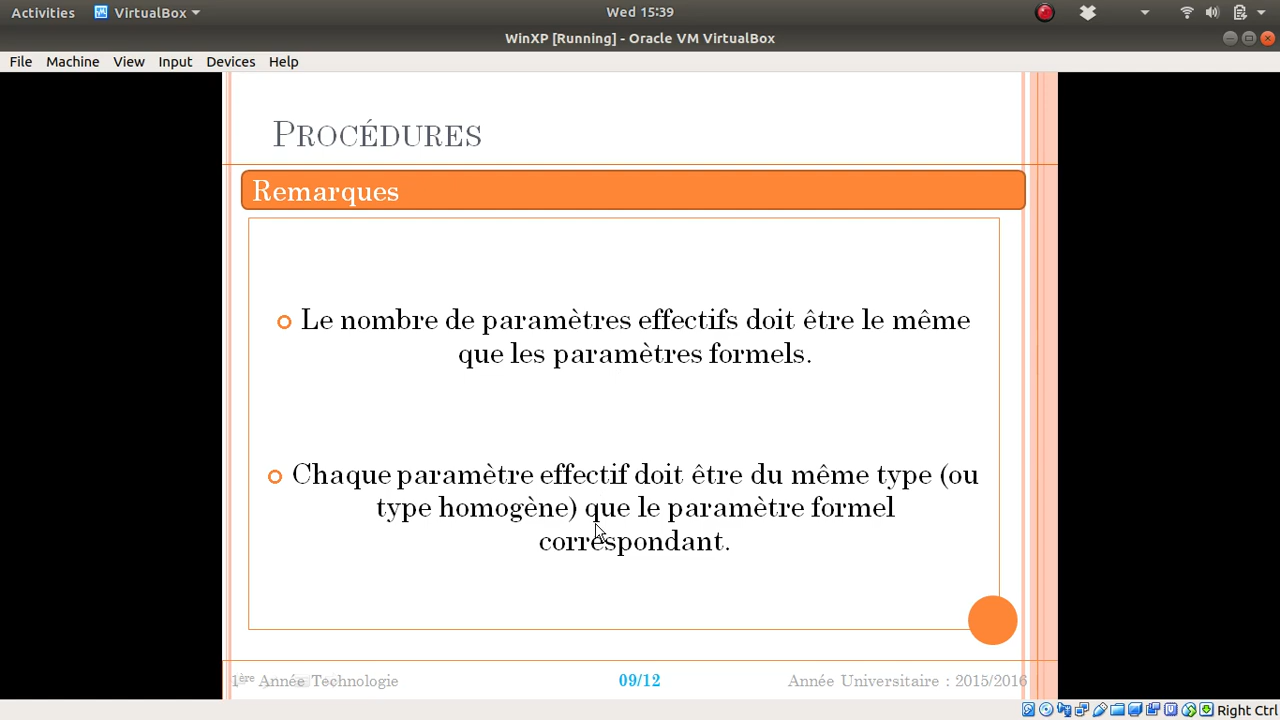 Activities VirtualBox Wed 15:39
WinXP [Running] - Oracle VM VirtualBox
File Machine View Input Devices Help
PROCÉDURES
Remarques
Le nombre de paramètres effectifs doit être le même
que les paramètres formels.
Chaque paramètre effectif doit être du même type (ou
type homogène) que le paramètre formel
correspondant.
1ère Année Technologie 09/12 Année Universitaire : 2015/2016
Right Ctrl